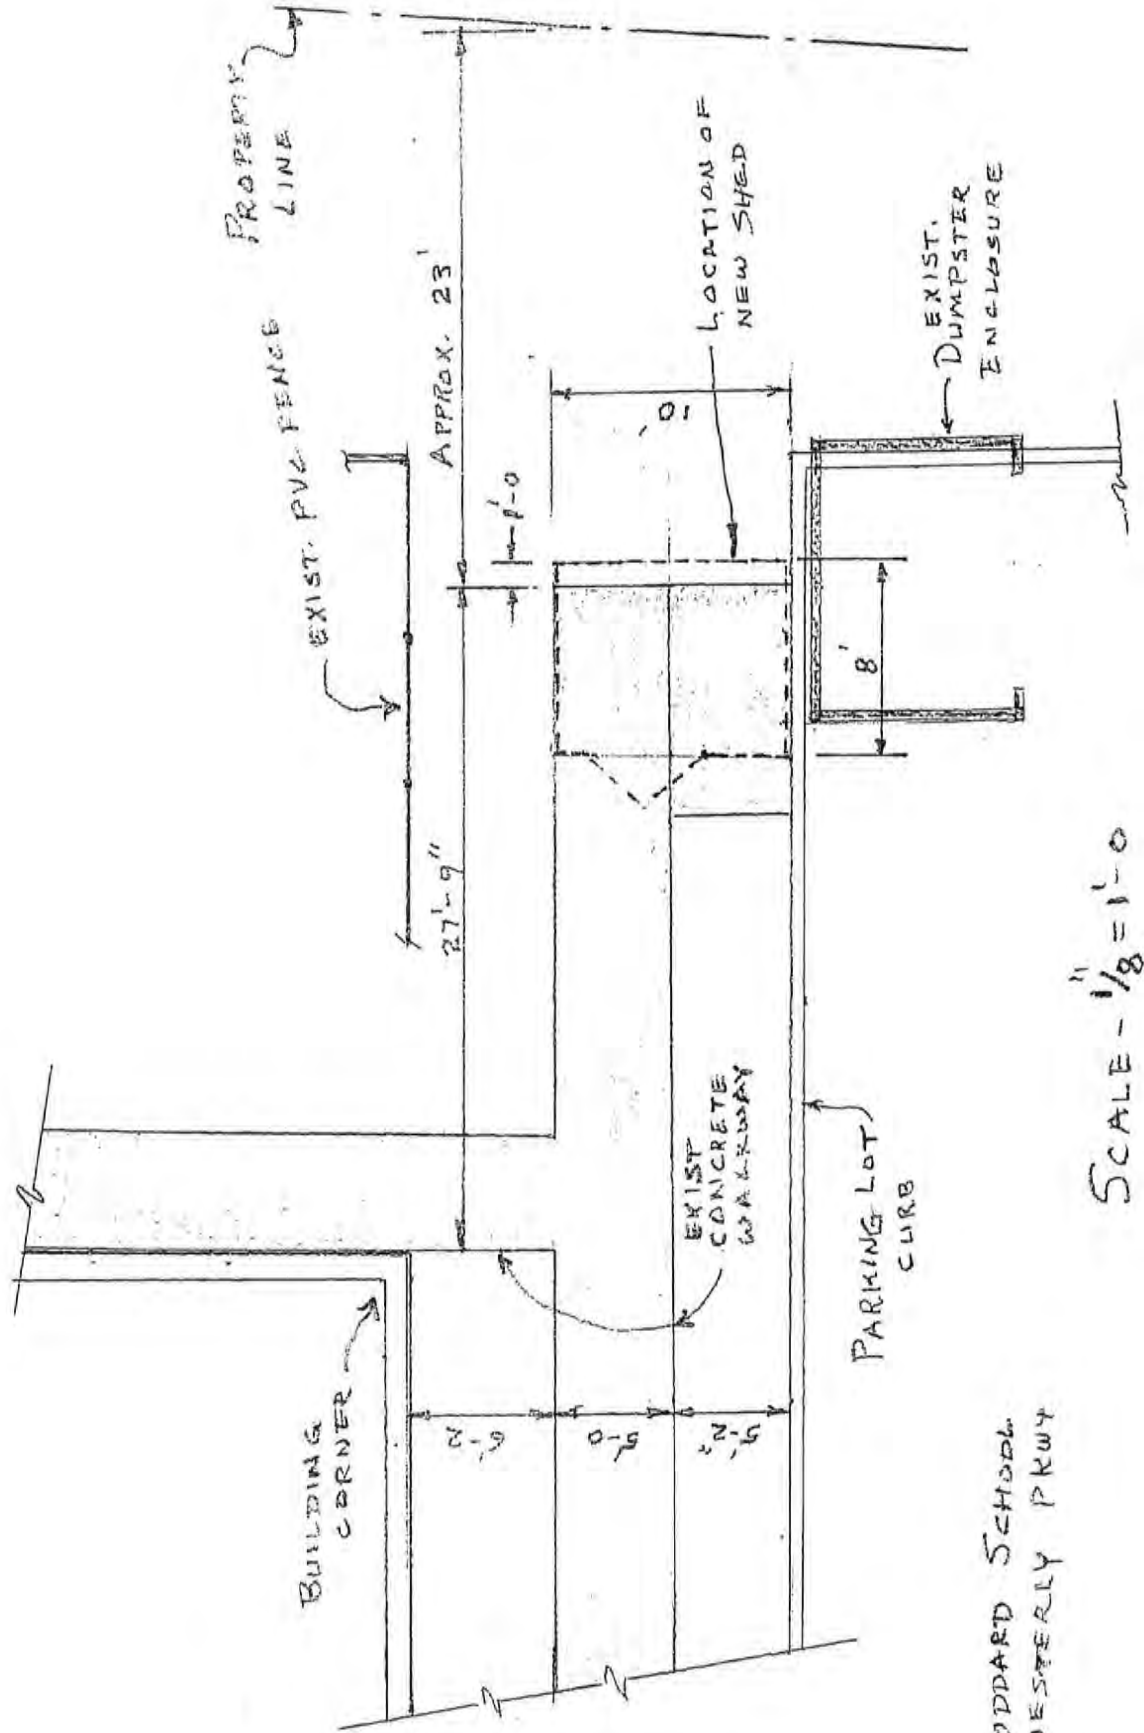 PROPERTY
LINE
EXIST. PVC FENCE
APPROX. 23'
27'-9"
1'-0
10'
LOCATION OF
NEW SHED
8'
EXIST.
DUMPSTER
ENCLOSURE
BUILDING
CORNER
6'-2
5'-0
EXIST
CONCRETE
WALKWAY
PARKING LOT
CURB
ODDARD SCHOOL
ESTERLY PKWY
SCALE - 1/8" = 1'-0